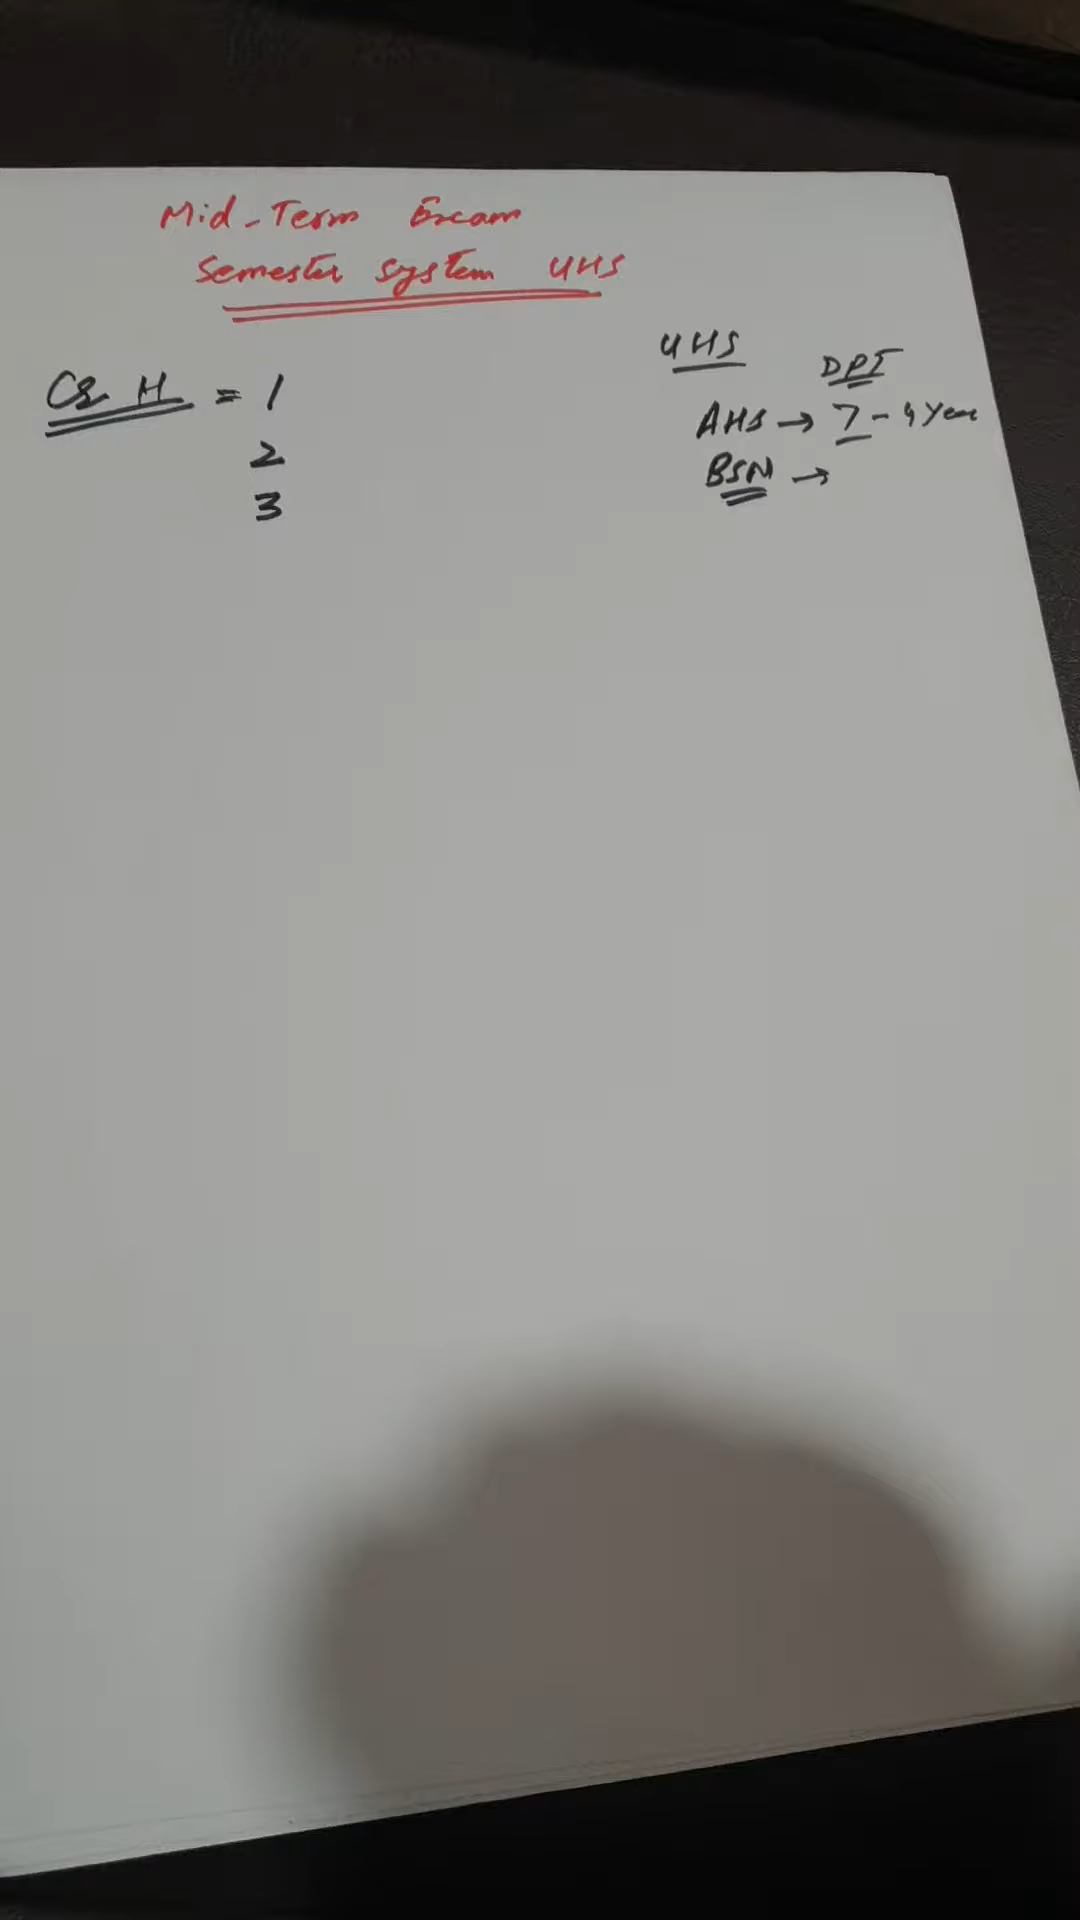 Mid-Term Exam
Semester system UHS
UHS
DPT
Cr H = 1
2
3
AHS → 7 - 4 Year
BSN →